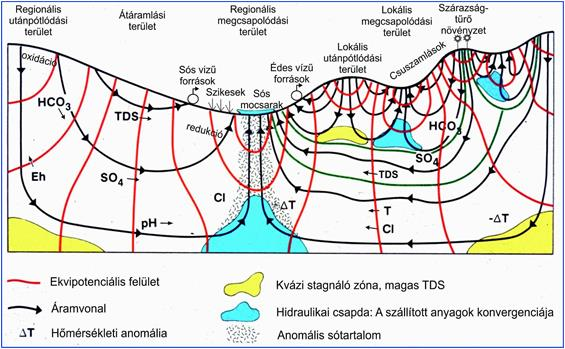 Regionális
utánpótlódási
terület
Átáramlási
terület
Regionális
megcsapolódási
terület
Lokális
utánpótlódási
terület
Lokális
megcsapolódási
terület
Szárazság-
tűrő
növényzet
Csuszamlások
Sós vizű
források
Szikesek
Sós
mocsarak
Édes vizű
források
oxidáció
redukció
HCO3
TDS
SO4
Eh
pH
Cl
ΔT
HCO3
SO4
TDS
T
Cl
-ΔT
Ekvipotenciális felület
Áramvonal
ΔT Hőmérsékleti anomália
Kvázi stagnáló zóna, magas TDS
Hidraulikai csapda: A szállított anyagok konvergenciája
Anomális sótartalom